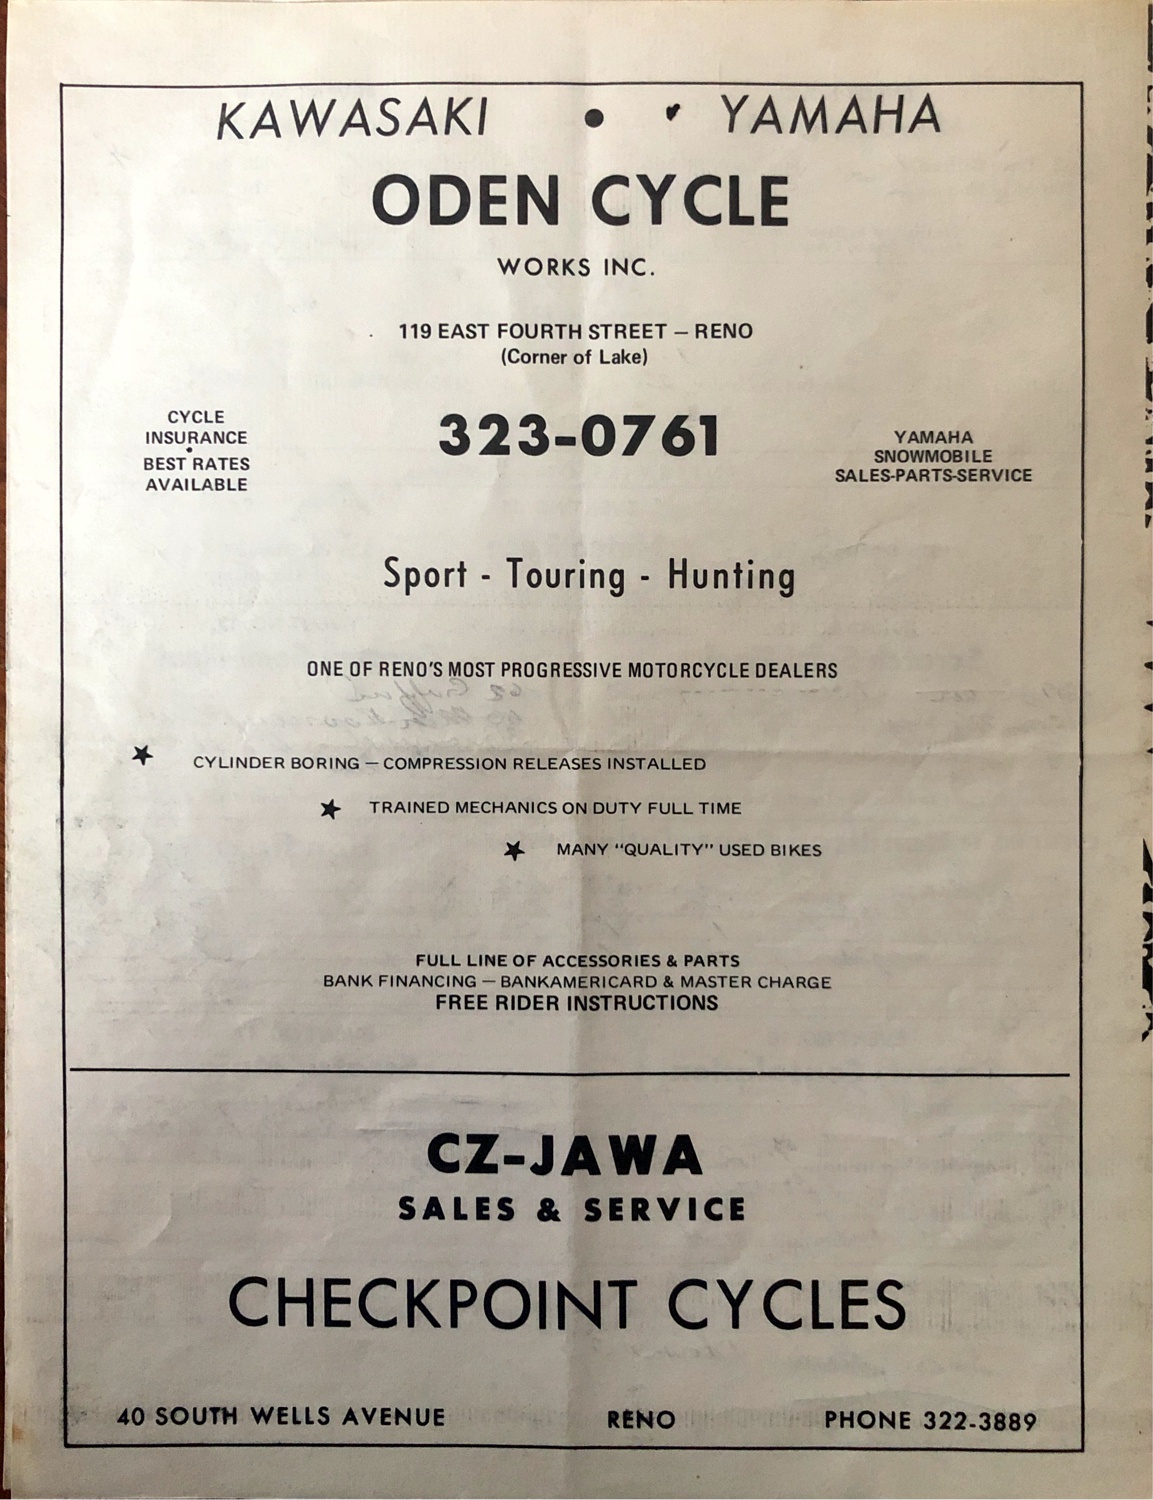 KAWASAKI • YAMAHA
ODEN CYCLE
WORKS INC.
119 EAST FOURTH STREET — RENO
(Corner of Lake)
CYCLE
INSURANCE
•
BEST RATES
AVAILABLE
323-0761
YAMAHA
SNOWMOBILE
SALES-PARTS-SERVICE
Sport - Touring - Hunting
ONE OF RENO'S MOST PROGRESSIVE MOTORCYCLE DEALERS
★ CYLINDER BORING — COMPRESSION RELEASES INSTALLED
★ TRAINED MECHANICS ON DUTY FULL TIME
★ MANY "QUALITY" USED BIKES
FULL LINE OF ACCESSORIES & PARTS
BANK FINANCING — BANKAMERICARD & MASTER CHARGE
FREE RIDER INSTRUCTIONS
CZ-JAWA
SALES & SERVICE
CHECKPOINT CYCLES
40 SOUTH WELLS AVENUE RENO PHONE 322-3889